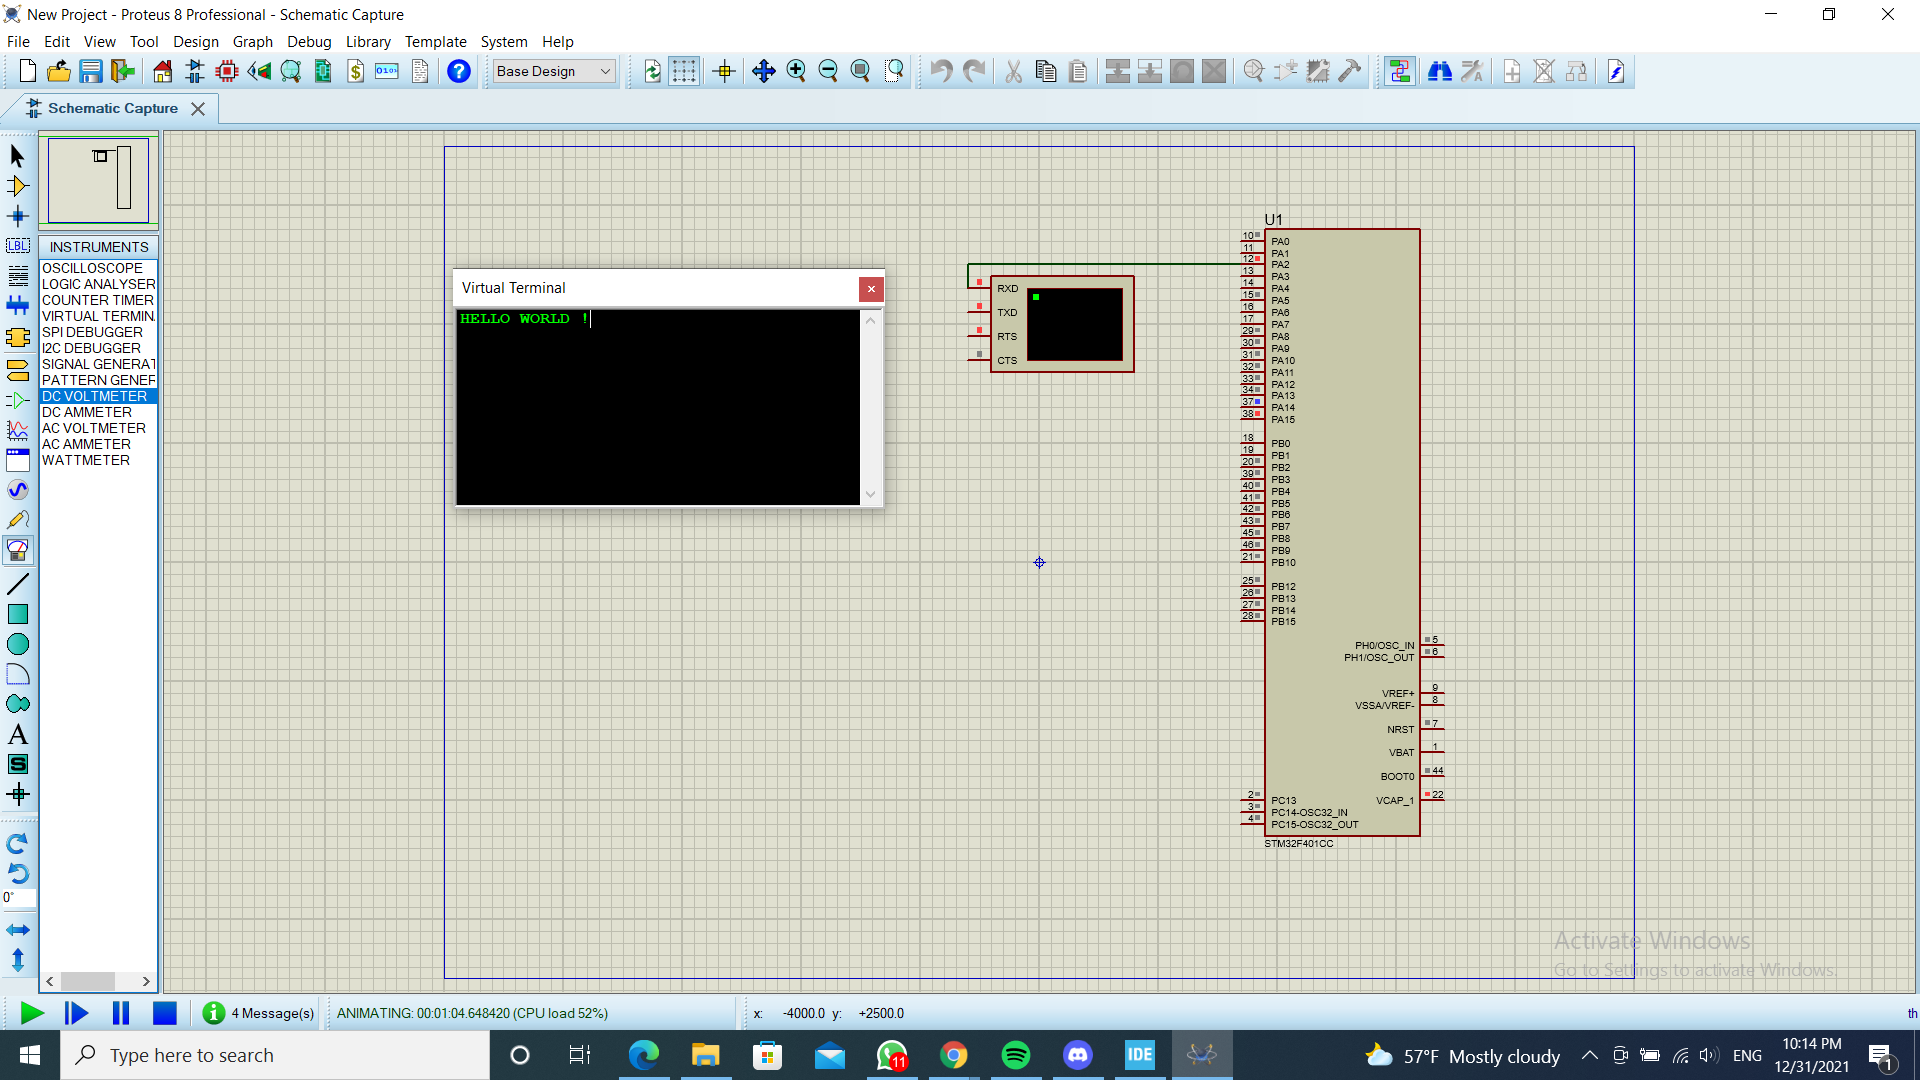 New Project - Proteus 8 Professional - Schematic Capture
File Edit View Tool Design Graph Debug Library Template System Help
Base Design
Schematic Capture
INSTRUMENTS
OSCILLOSCOPE
LOGIC ANALYSER
COUNTER TIMER
VIRTUAL TERMIN
SPI DEBUGGER
I2C DEBUGGER
SIGNAL GENERAT
PATTERN GENER
DC VOLTMETER
DC AMMETER
AC VOLTMETER
AC AMMETER
WATTMETER
LBL
A
S
0°
Virtual Terminal
HELLO WORLD !
RXD
TXD
RTS
CTS
U1
10 PA0
11 PA1
12 PA2
13 PA3
14 PA4
15 PA5
16 PA6
17 PA7
29 PA8
30 PA9
31 PA10
32 PA11
33 PA12
34 PA13
37 PA14
38 PA15
18 PB0
19 PB1
20 PB2
39 PB3
40 PB4
41 PB5
42 PB6
43 PB7
45 PB8
46 PB9
21 PB10
25 PB12
26 PB13
27 PB14
28 PB15
PH0/OSC_IN 5
PH1/OSC_OUT 6
VREF+ 9
VSSA/VREF- 8
NRST 7
VBAT 1
BOOT0 44
2 PC13 VCAP_1 22
3 PC14-OSC32_IN
4 PC15-OSC32_OUT
STM32F401CC
Activate Windows
Go to Settings to activate Windows.
4 Message(s) ANIMATING: 00:01:04.648420 (CPU load 52%) x: -4000.0 y: +2500.0 th
Type here to search 11 IDE 57°F Mostly cloudy ENG 10:14 PM
12/31/2021 1